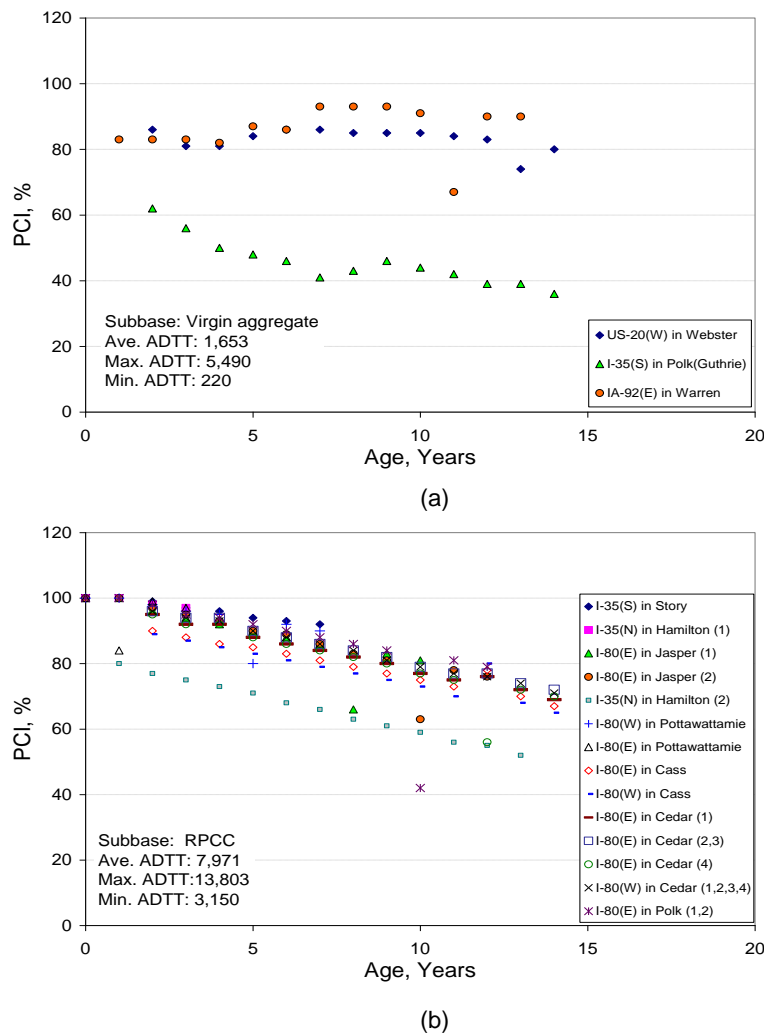 120
100
80
60
40
20
0
PCI, %
Subbase: Virgin aggregate
Ave. ADTT: 1,653
Max. ADTT: 5,490
Min. ADTT: 220
US-20(W) in Webster
I-35(S) in Polk(Guthrie)
IA-92(E) in Warren
0 5 10 15 20
Age, Years
(a)
120
100
80
60
40
20
0
PCI, %
Subbase: RPCC
Ave. ADTT: 7,971
Max. ADTT:13,803
Min. ADTT: 3,150
I-35(S) in Story
I-35(N) in Hamilton (1)
I-80(E) in Jasper (1)
I-80(E) in Jasper (2)
I-35(N) in Hamilton (2)
I-80(W) in Pottawattamie
I-80(E) in Pottawattamie
I-80(E) in Cass
I-80(W) in Cass
I-80(E) in Cedar (1)
I-80(E) in Cedar (2,3)
I-80(E) in Cedar (4)
I-80(W) in Cedar (1,2,3,4)
I-80(E) in Polk (1,2)
0 5 10 15 20
Age, Years
(b)